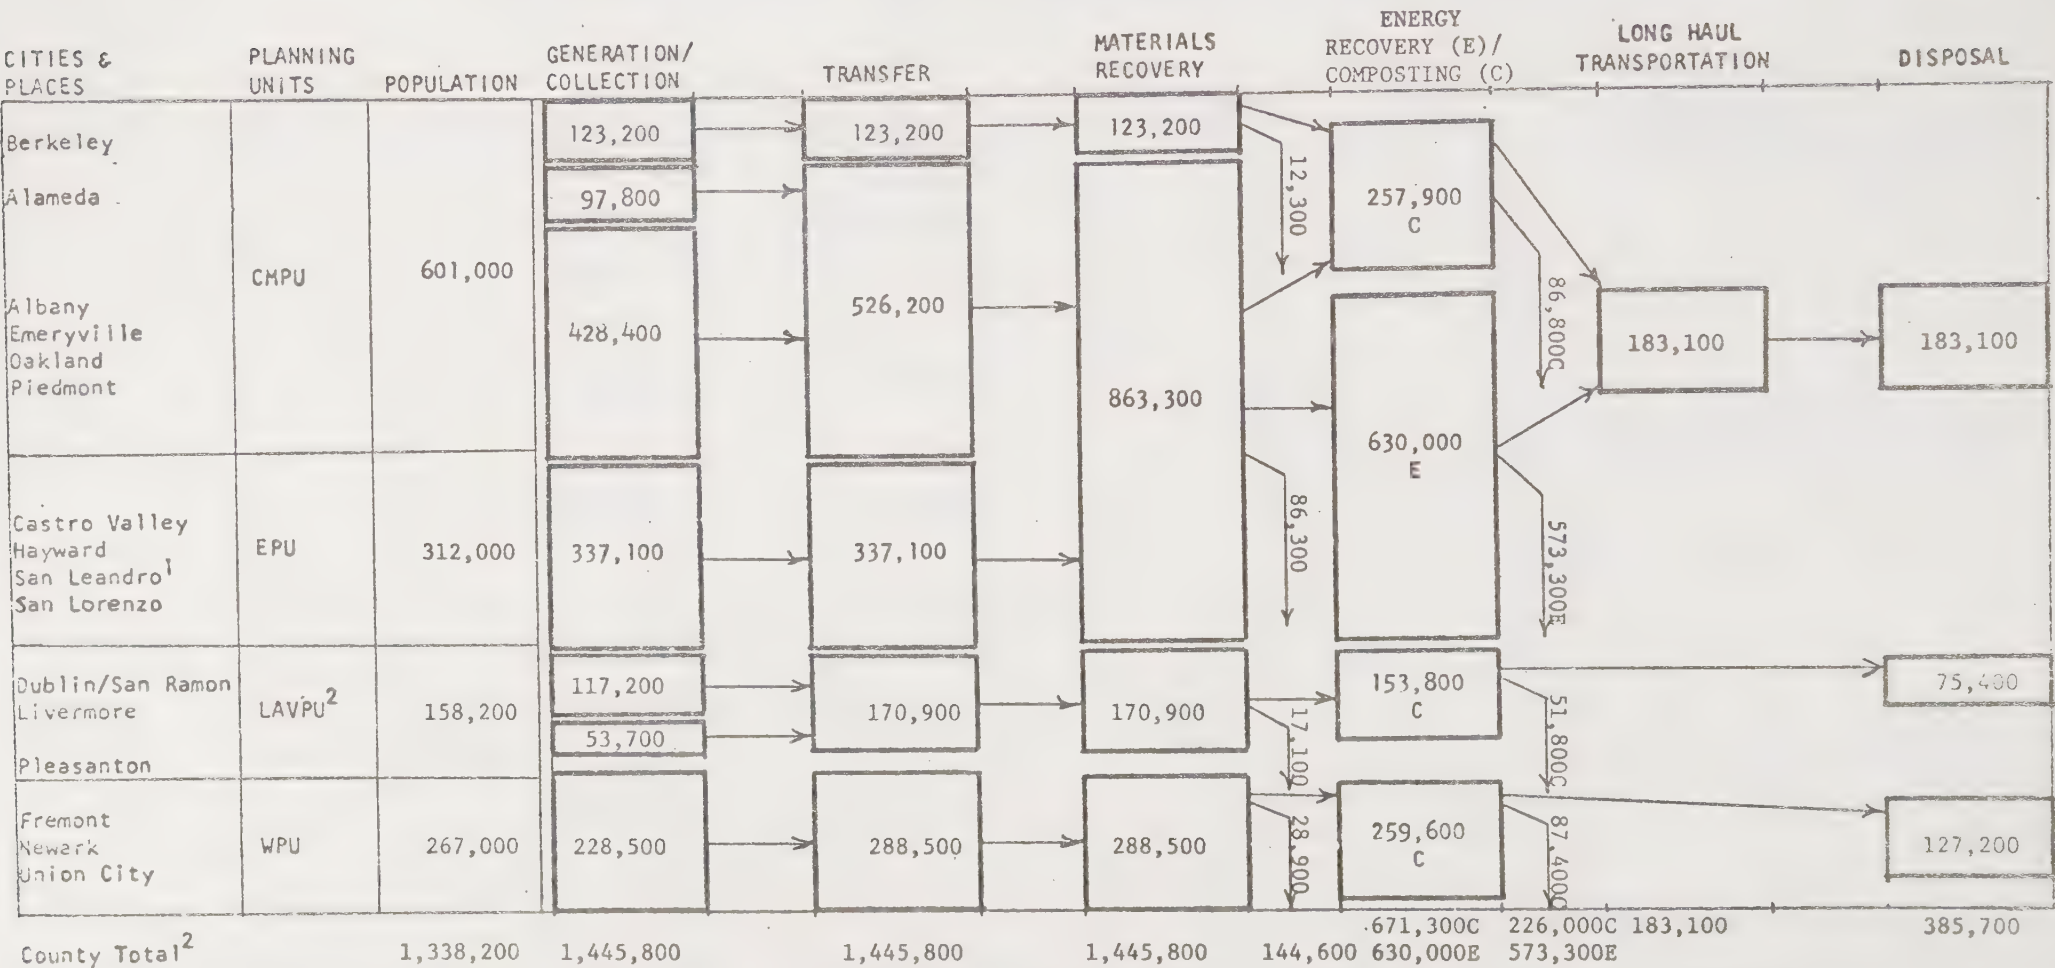 CITIES &
PLACES
PLANNING
UNITS
POPULATION
GENERATION/
COLLECTION
TRANSFER
MATERIALS
RECOVERY
ENERGY
RECOVERY (E)/
COMPOSTING (C)
LONG HAUL
TRANSPORTATION
DISPOSAL
Berkeley
Alameda
Albany
Emeryville
Oakland
Piedmont
CMPU
601,000
123,200
97,800
428,400
123,200
526,200
123,200
863,300
12,300
86,300
257,900
C
630,000
E
86,800C
573,300E
183,100
183,100
Castro Valley
Hayward
San Leandro1
San Lorenzo
EPU
312,000
337,100
337,100
Dublin/San Ramon
Livermore
Pleasanton
LAVPU2
158,200
117,200
53,700
170,900
170,900
17,100
153,800
C
51,800C
75,400
Fremont
Newark
Union City
WPU
267,000
228,500
288,500
288,500
28,900
259,600
C
87,400C
127,200
County Total2
1,338,200
1,445,800
1,445,800
1,445,800
144,600
671,300C
630,000E
226,000C
573,300E
183,100
385,700